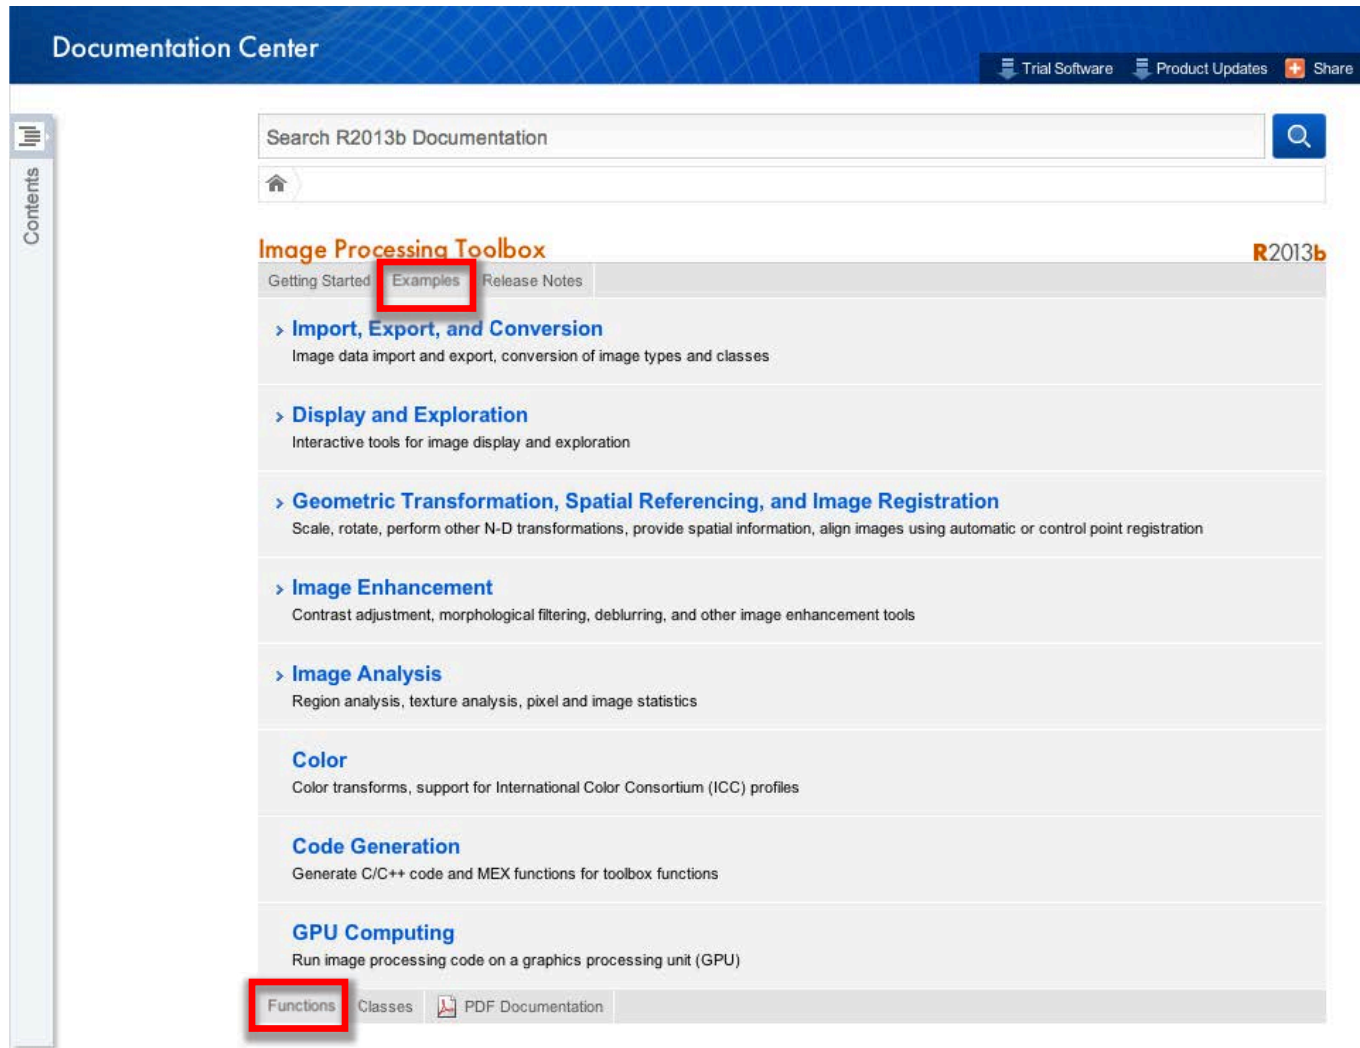 Documentation Center
Trial Software Product Updates Share
Contents
Search R2013b Documentation
Image Processing Toolbox R2013b
Getting Started Examples Release Notes
Import, Export, and Conversion
Image data import and export, conversion of image types and classes
Display and Exploration
Interactive tools for image display and exploration
Geometric Transformation, Spatial Referencing, and Image Registration
Scale, rotate, perform other N-D transformations, provide spatial information, align images using automatic or control point registration
Image Enhancement
Contrast adjustment, morphological filtering, deblurring, and other image enhancement tools
Image Analysis
Region analysis, texture analysis, pixel and image statistics
Color
Color transforms, support for International Color Consortium (ICC) profiles
Code Generation
Generate C/C++ code and MEX functions for toolbox functions
GPU Computing
Run image processing code on a graphics processing unit (GPU)
Functions Classes PDF Documentation